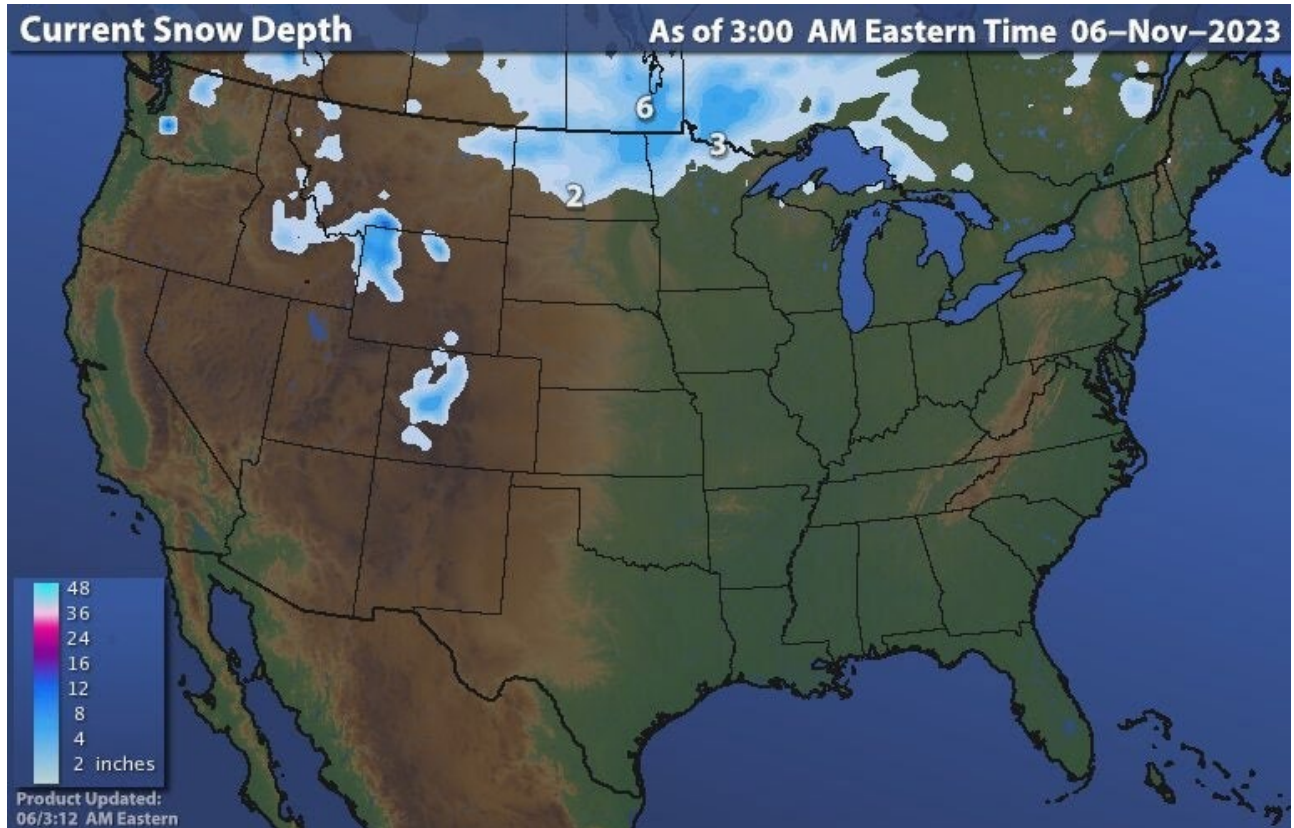 Current Snow Depth
As of 3:00 AM Eastern Time 06-Nov-2023
6
3
2
48
36
24
16
12
8
4
2 inches
Product Updated:
06/3:12 AM Eastern